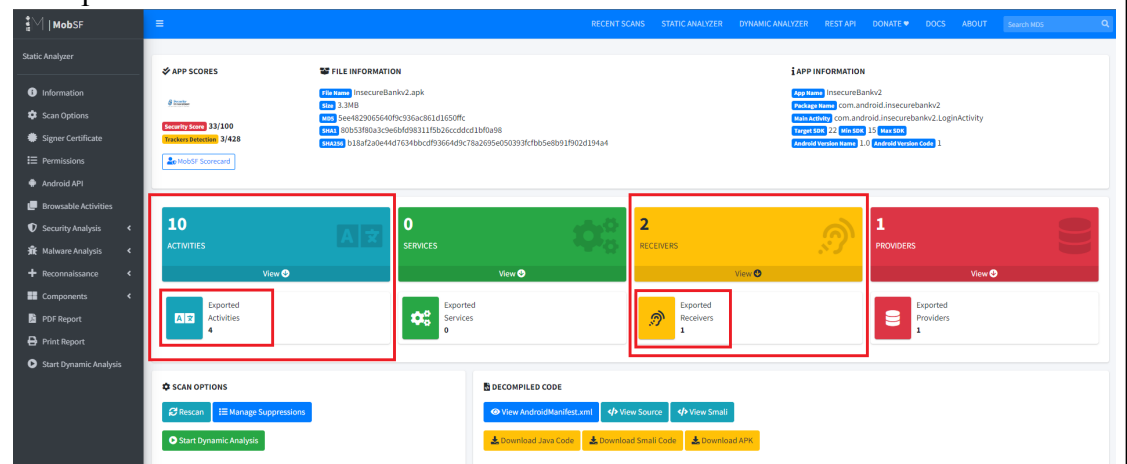 MobSF
RECENT SCANS STATIC ANALYZER DYNAMIC ANALYZER REST API DONATE ♥ DOCS ABOUT Search MD5
Static Analyzer
Information
Scan Options
Signer Certificate
Permissions
Android API
Browsable Activities
Security Analysis
Malware Analysis
Reconnaissance
Components
PDF Report
Print Report
Start Dynamic Analysis
APP SCORES
Security Score 33/100
Trackers Detection 3/428
MobSF Scorecard
FILE INFORMATION
File Name InsecureBankv2.apk
Size 3.3MB
MD5 5ee4829065640f9c936ac861d1650ffc
SHA1 80b53f80a3c9e6bfd98311f5b26ccddcd1bf0a98
SHA256 b18af2a0e44d7634bbcdf93664d9c78a2695e050393fcfbb5e8b91f902d194a4
APP INFORMATION
App Name InsecureBankv2
Package Name com.android.insecurebankv2
Main Activity com.android.insecurebankv2.LoginActivity
Target SDK 22 Min SDK 15 Max SDK
Android Version Name 1.0 Android Version Code 1
10
ACTIVITIES
View
0
SERVICES
View
2
RECEIVERS
View
1
PROVIDERS
View
Exported
Activities
4
Exported
Services
0
Exported
Receivers
1
Exported
Providers
1
SCAN OPTIONS
Rescan Manage Suppressions
Start Dynamic Analysis
DECOMPILED CODE
View AndroidManifest.xml View Source View Smali
Download Java Code Download Smali Code Download APK